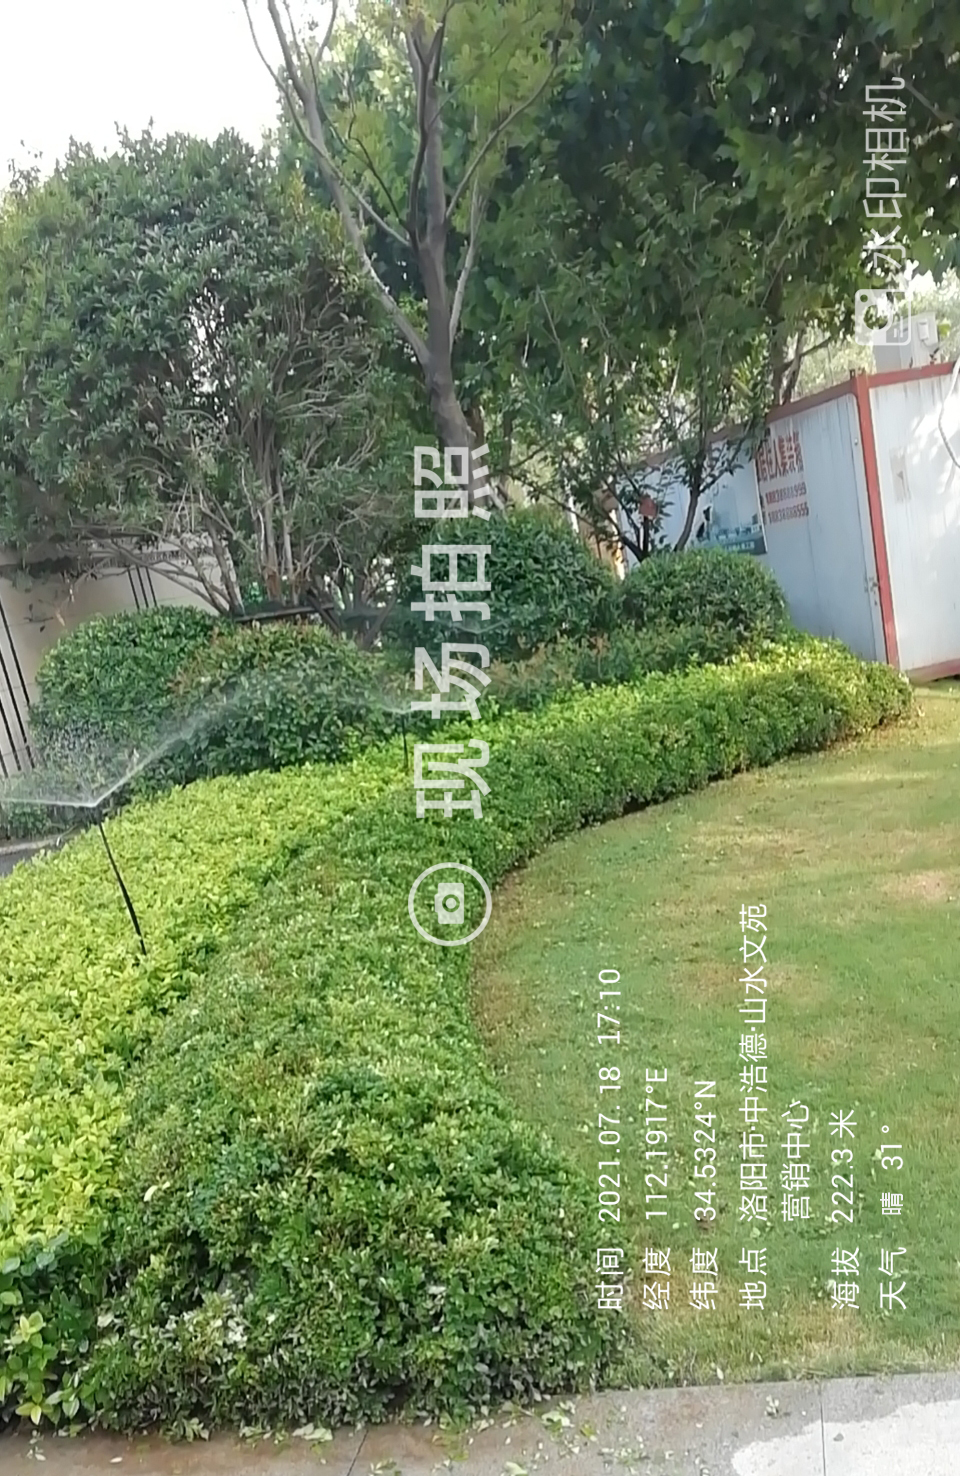 水印相机
现场拍照
时间 2021.07.18 17:10
经度 112.1917°E
纬度 34.5324°N
地点 洛阳市·中浩德·山水文苑
营销中心
海拔 222.3 米
天气 晴 31°